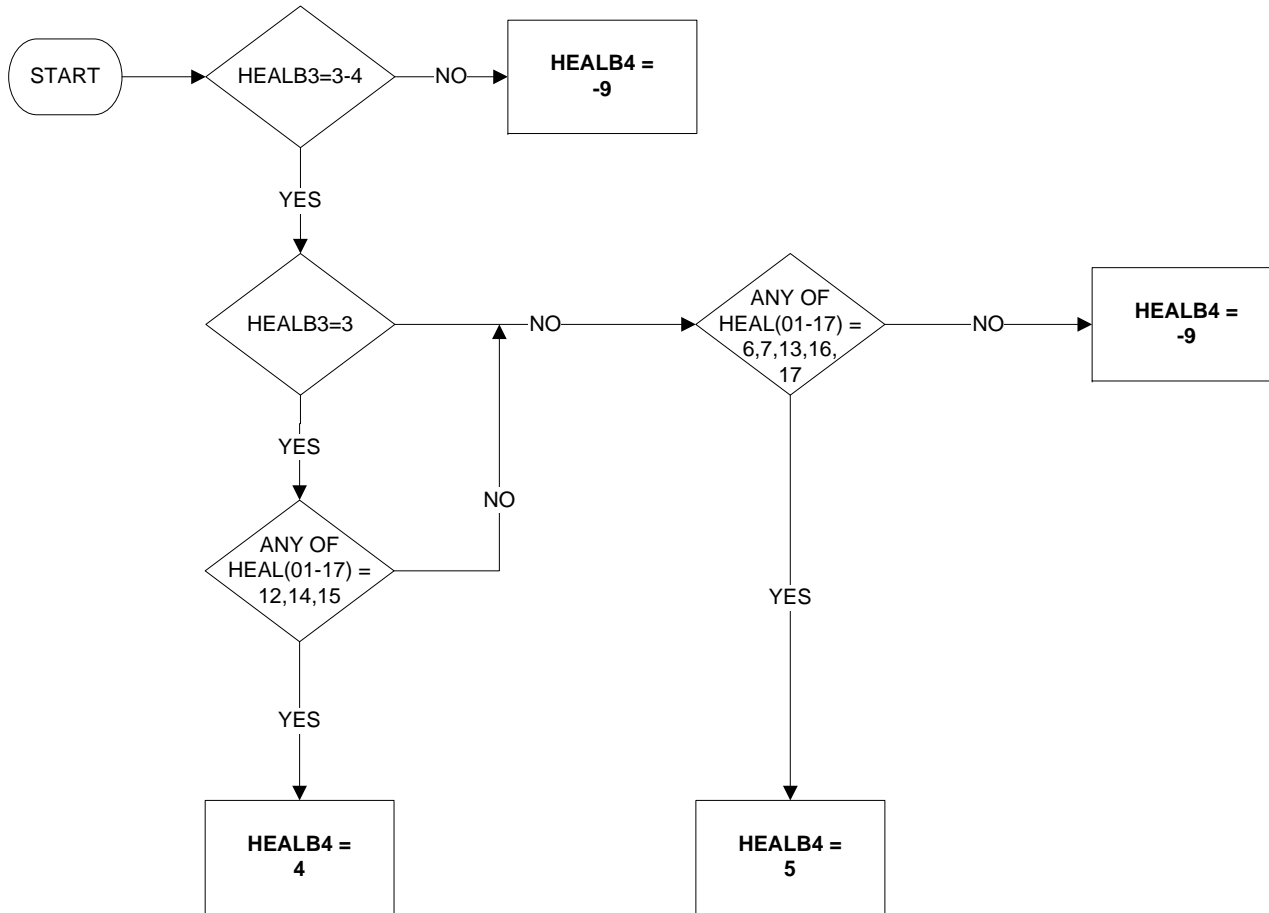 START
HEALB3=3-4
NO
HEALB4 =
-9
YES
HEALB3=3
NO
ANY OF
HEAL(01-17) =
6,7,13,16,
17
NO
HEALB4 =
-9
YES
NO
ANY OF
HEAL(01-17) =
12,14,15
YES
YES
HEALB4 =
4
HEALB4 =
5